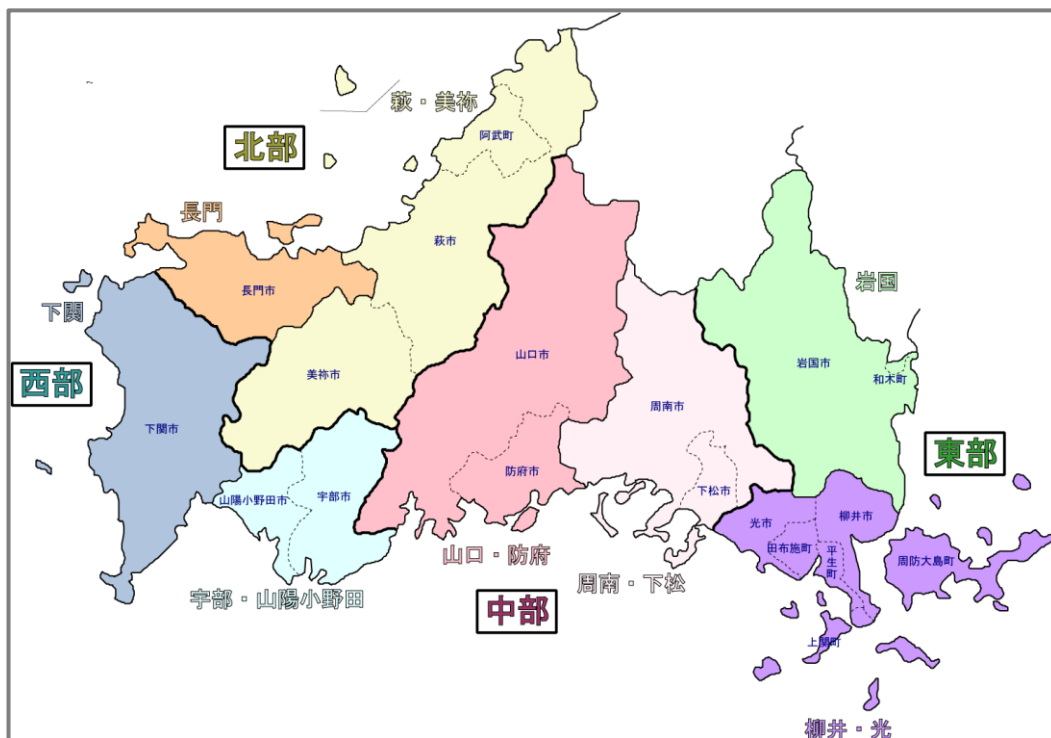 萩・美祢
阿武町
北部
長門
萩市
下関
長門市
岩国
山口市
岩国市
和木町
西部
美祢市
周南市
下関市
東部
防府市
下松市
山陽小野田市
宇部市
光市
柳井市
田布施町
平生町
周防大島町
山口・防府
周南・下松
宇部・山陽小野田
中部
上関町
柳井・光